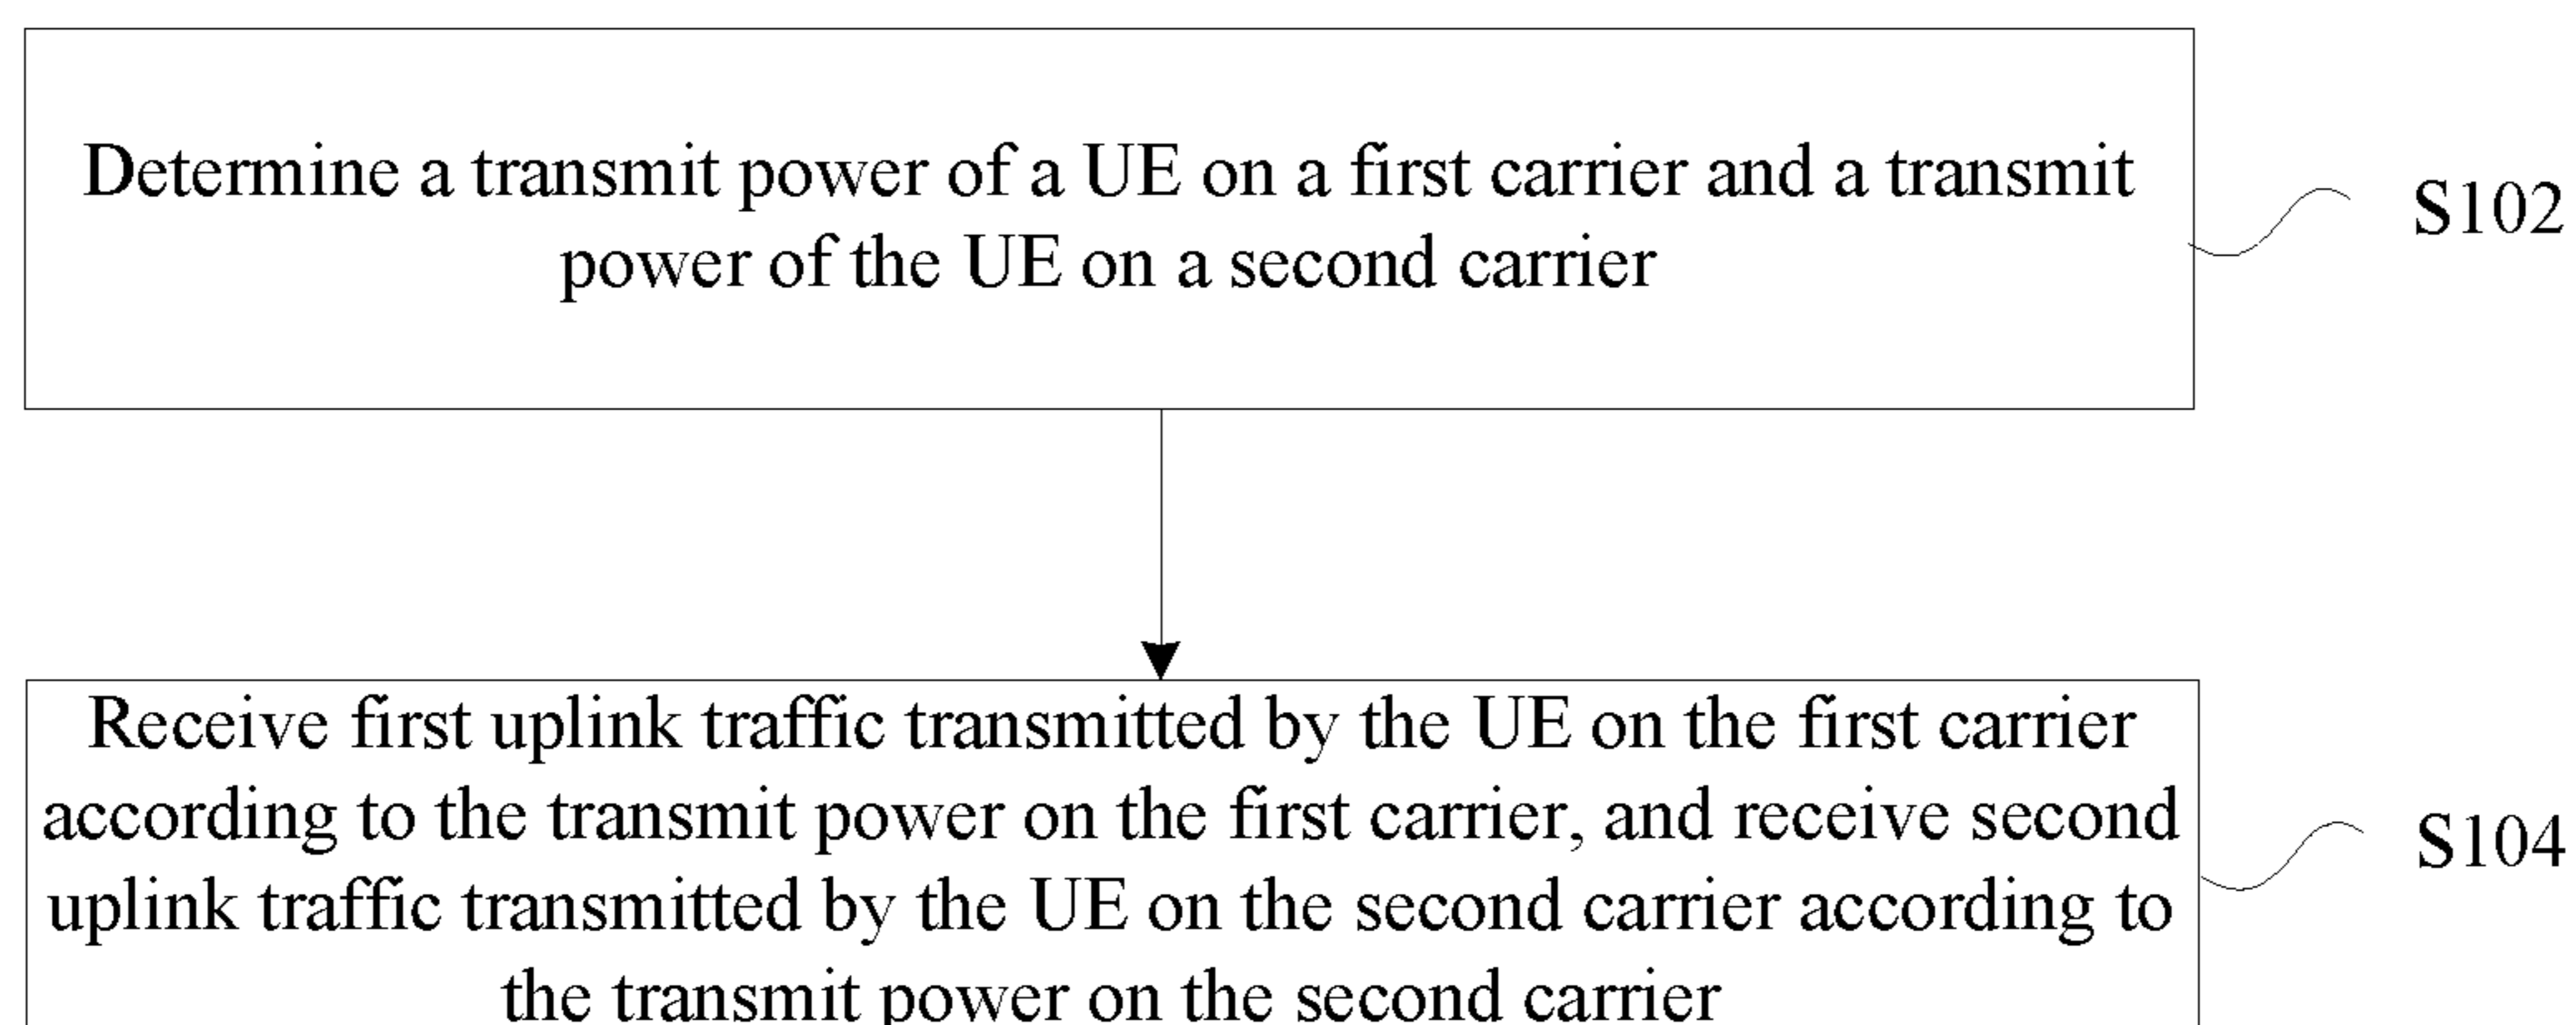 Determine a transmit power of a UE on a first carrier and a transmit
power of the UE on a second carrier
S102
Receive first uplink traffic transmitted by the UE on the first carrier
according to the transmit power on the first carrier, and receive second
uplink traffic transmitted by the UE on the second carrier according to
the transmit power on the second carrier
S104